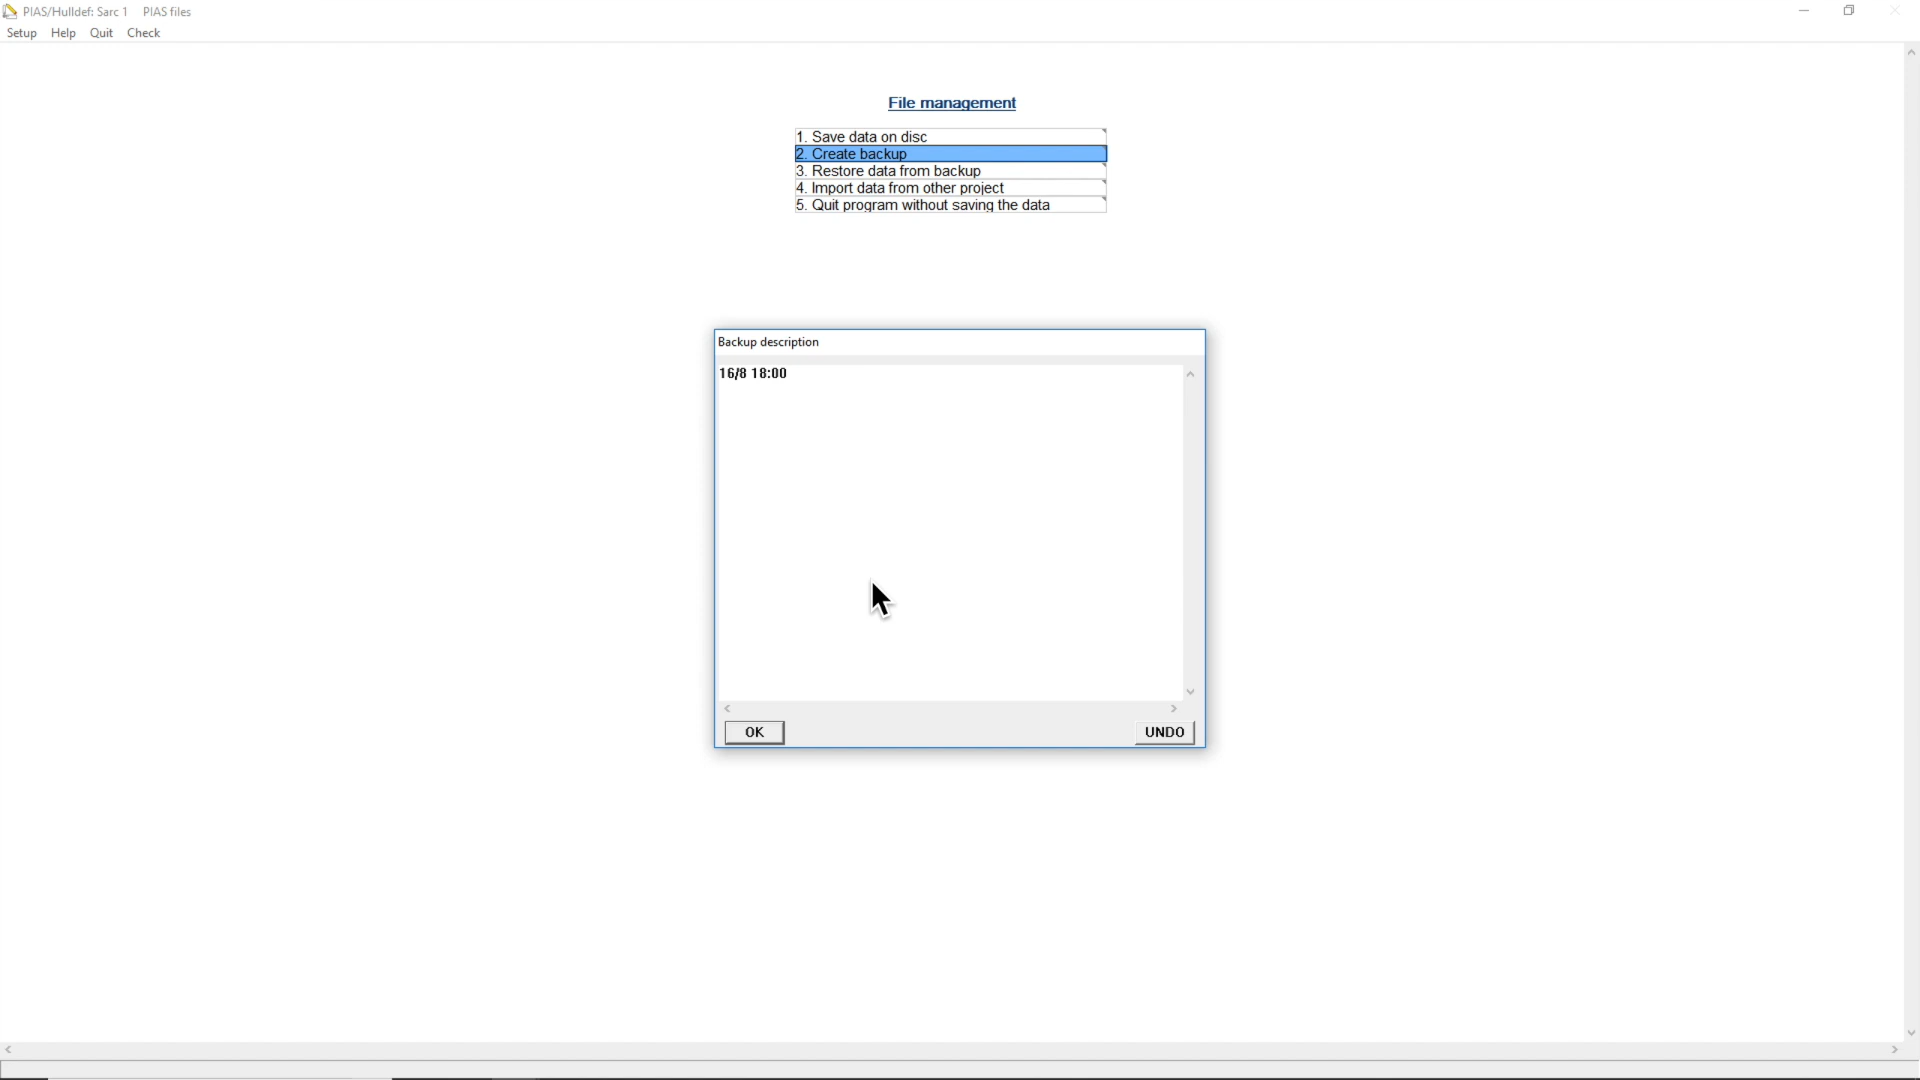 PIAS/Hulldef: Sarc 1 PIAS files
Setup Help Quit Check
File management
1. Save data on disc
2. Create backup
3. Restore data from backup
4. Import data from other project
5. Quit program without saving the data
Backup description
16/8 18:00
OK UNDO